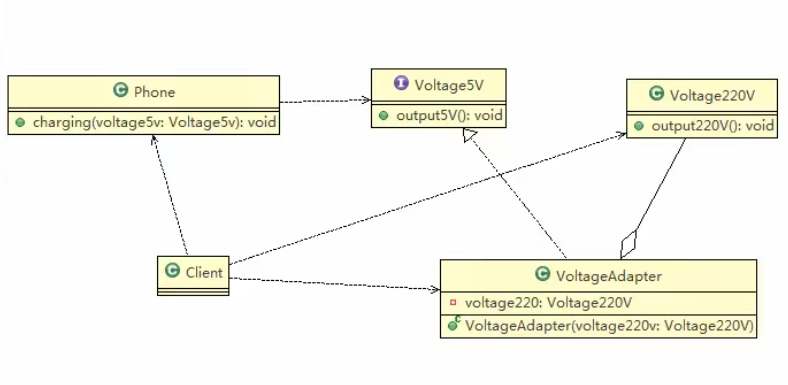 Phone
charging(voltage5v: Voltage5v): void
Voltage5V
output5V(): void
Voltage220V
output220V(): void
Client
VoltageAdapter
voltage220: Voltage220V
VoltageAdapter(voltage220v: Voltage220V)